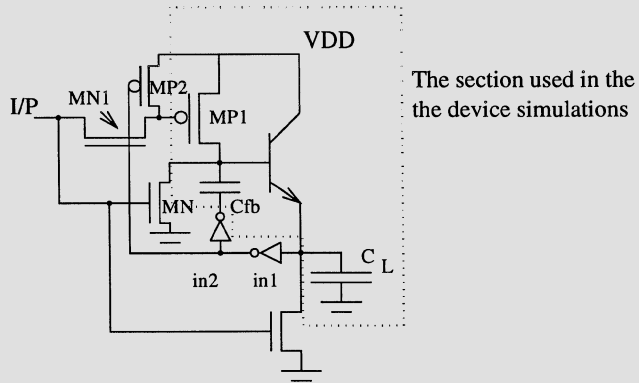 VDD
MP2
The section used in the
the device simulations
I/P
MN1
MP1
MN
Cfb
C L
in2
in1